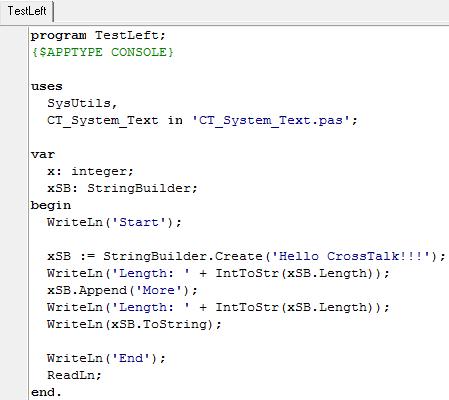 TestLeft
program TestLeft;
{$APPTYPE CONSOLE}
uses
SysUtils,
CT_System_Text in 'CT_System_Text.pas';
var
x: integer;
xSB: StringBuilder;
begin
WriteLn('Start');
xSB := StringBuilder.Create('Hello CrossTalk!!!');
WriteLn('Length: ' + IntToStr(xSB.Length));
xSB.Append('More');
WriteLn('Length: ' + IntToStr(xSB.Length));
WriteLn(xSB.ToString);
WriteLn('End');
ReadLn;
end.